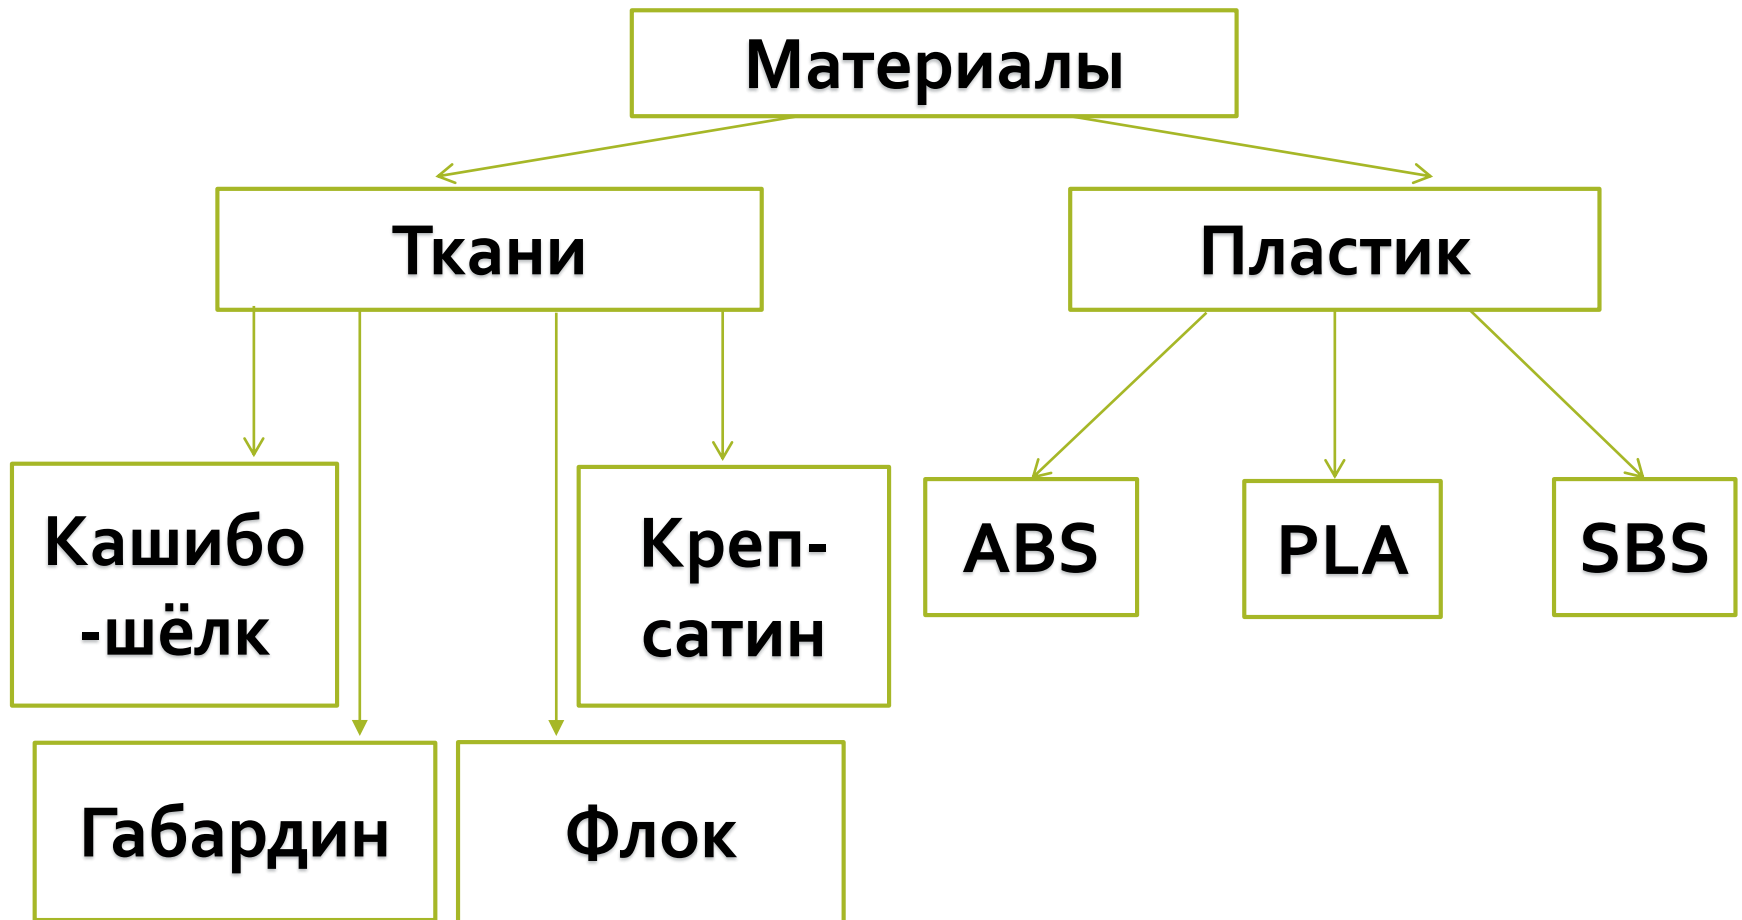 Материалы
Ткани
Пластик
Кашибо
-шёлк
Креп-
сатин
ABS
PLA
SBS
Габардин
Флок